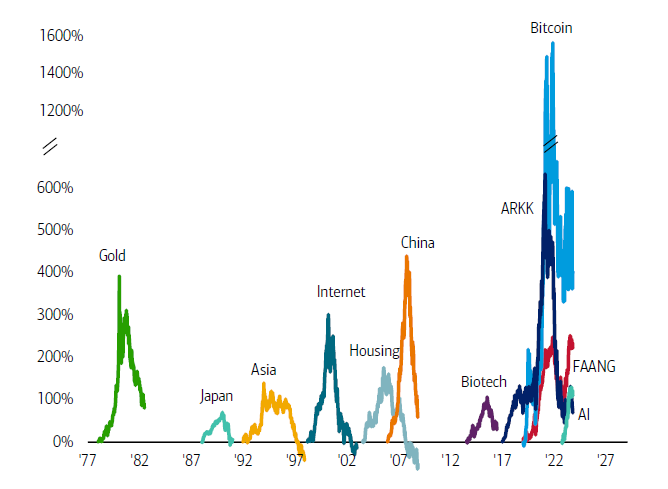 Bitcoin
1600%
1400%
1200%
600%
ARKK
500%
China
Gold
400%
Internet
300%
Housing
200%
Asia
FAANG
Biotech
Japan
100%
AI
0%
'77 '82 '87 '92 '97 '02 '07 '12 '17 '22 '27